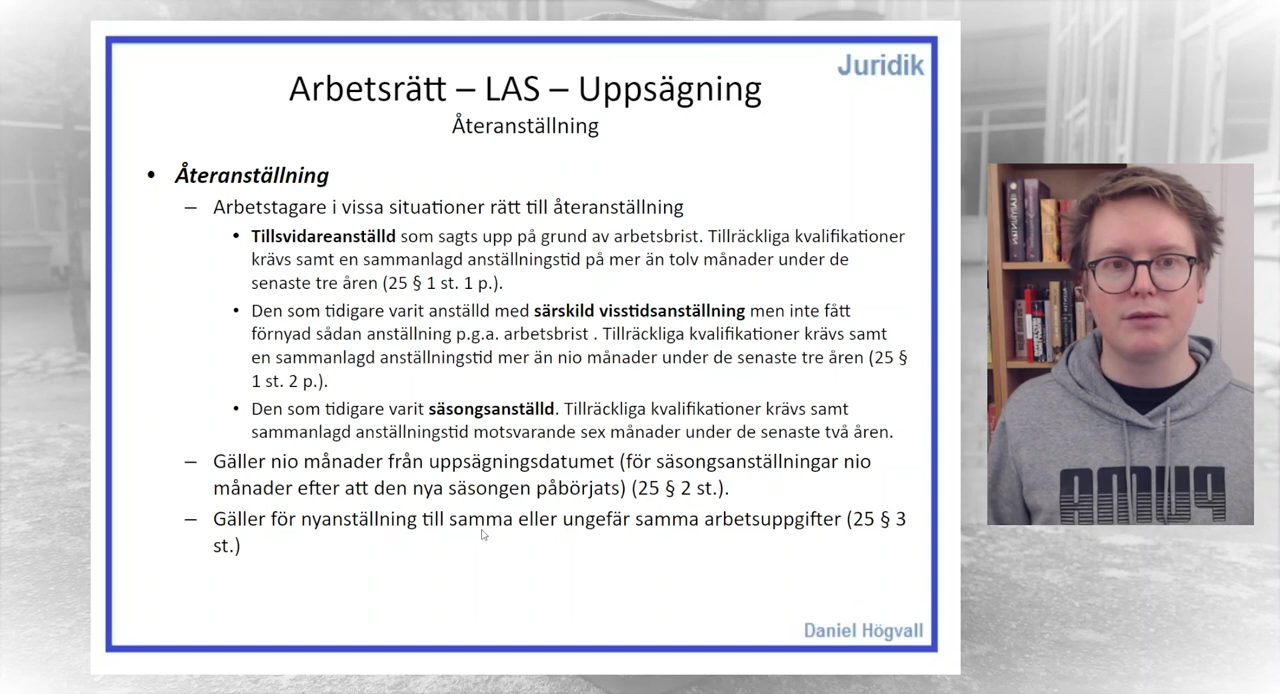 Juridik
Arbetsrätt – LAS – Uppsägning
Återanställning
• Återanställning
– Arbetstagare i vissa situationer rätt till återanställning
• Tillsvidareanställd som sagts upp på grund av arbetsbrist. Tillräckliga kvalifikationer
krävs samt en sammanlagd anställningstid på mer än tolv månader under de
senaste tre åren (25 § 1 st. 1 p.).
• Den som tidigare varit anställd med särskild visstidsanställning men inte fått
förnyad sådan anställning p.g.a. arbetsbrist . Tillräckliga kvalifikationer krävs samt
en sammanlagd anställningstid mer än nio månader under de senaste tre åren (25 §
1 st. 2 p.).
• Den som tidigare varit säsongsanställd. Tillräckliga kvalifikationer krävs samt
sammanlagd anställningstid motsvarande sex månader under de senaste två åren.
– Gäller nio månader från uppsägningsdatumet (för säsongsanställningar nio
månader efter att den nya säsongen påbörjats) (25 § 2 st.).
– Gäller för nyanställning till samma eller ungefär samma arbetsuppgifter (25 § 3
st.)
Daniel Högvall